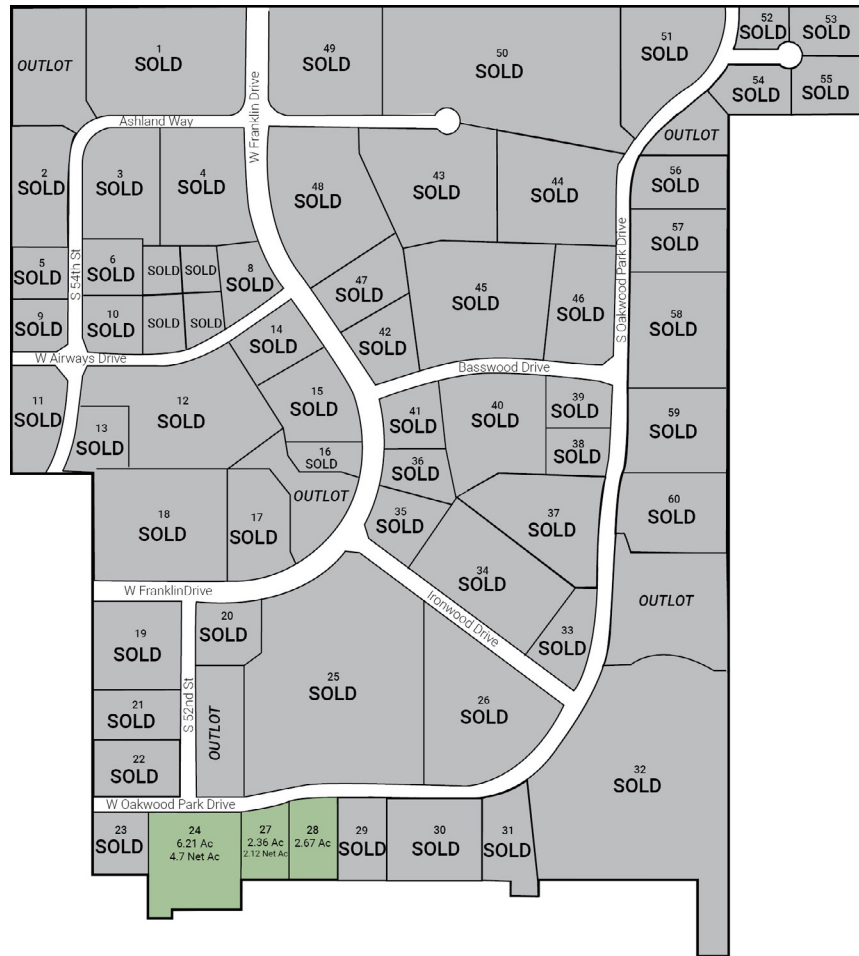 OUTLOT
1
SOLD
49
SOLD
50
SOLD
51
SOLD
52
SOLD
53
SOLD
54
SOLD
55
SOLD
Ashland Way
W Franklin Drive
OUTLOT
2
SOLD
3
SOLD
4
SOLD
48
SOLD
43
SOLD
44
SOLD
56
SOLD
57
SOLD
S 54th St
S Oakwood Park Drive
5
SOLD
6
SOLD
SOLD
SOLD
8
SOLD
47
SOLD
45
SOLD
46
SOLD
58
SOLD
9
SOLD
10
SOLD
SOLD
SOLD
14
SOLD
42
SOLD
W Airways Drive
Basswood Drive
11
SOLD
13
SOLD
12
SOLD
15
SOLD
16
SOLD
41
SOLD
40
SOLD
39
SOLD
38
SOLD
59
SOLD
36
SOLD
18
SOLD
17
SOLD
OUTLOT
35
SOLD
37
SOLD
60
SOLD
34
SOLD
W FranklinDrive
Ironwood Drive
OUTLOT
19
SOLD
20
SOLD
33
SOLD
S 52nd St
25
SOLD
26
SOLD
21
SOLD
OUTLOT
22
SOLD
32
SOLD
W Oakwood Park Drive
23
SOLD
24
6.21 Ac
4.7 Net Ac
27
2.36 Ac
2.12 Net Ac
28
2.67 Ac
29
SOLD
30
SOLD
31
SOLD